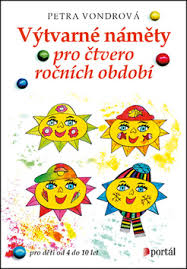 PETRA VONDROVÁ
Výtvarné náměty
pro čtvero
ročních období
pro děti od 4 do 10 let
portál